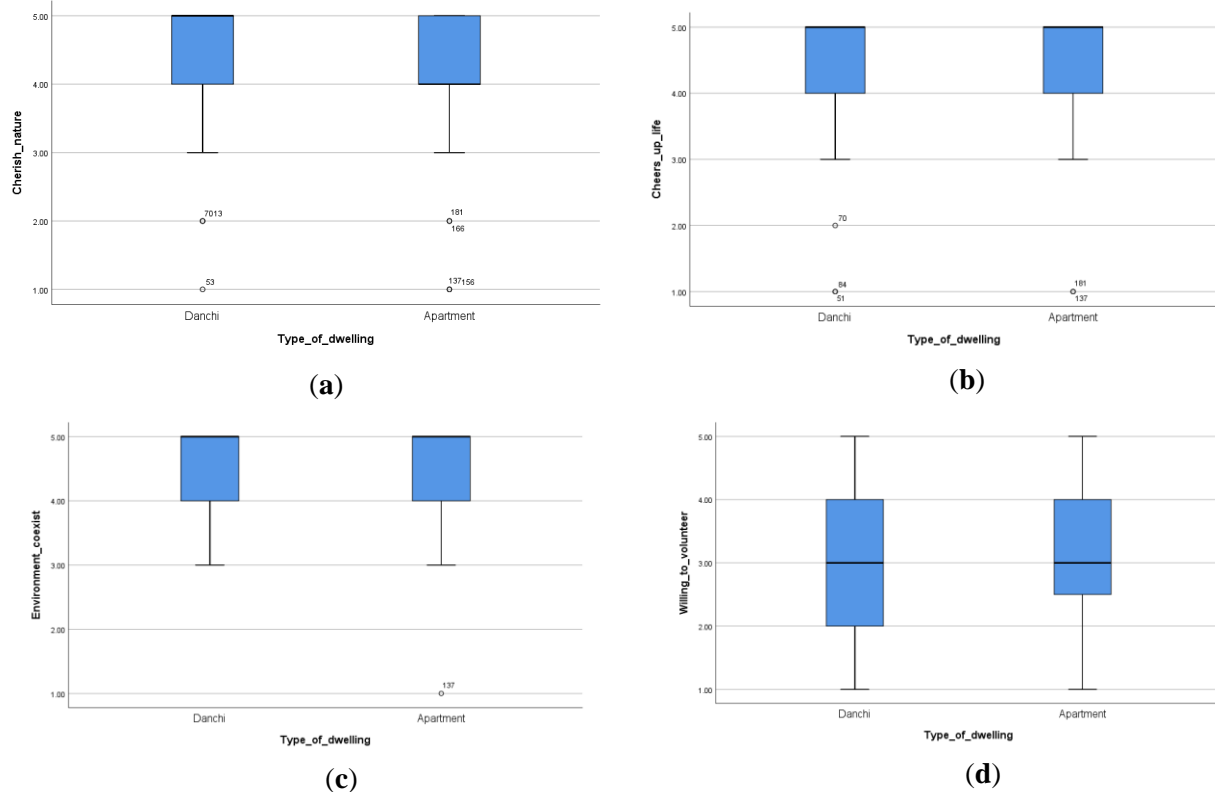 5.00
4.00
3.00
2.00
1.00
Cherish_nature
7013
53
181
166
137156
Danchi
Apartment
Type_of_dwelling
(a)
5.00
4.00
3.00
2.00
1.00
Cheers_up_life
70
84
51
181
137
Danchi
Apartment
Type_of_dwelling
(b)
5.00
4.00
3.00
2.00
1.00
Environment_coexist
137
Danchi
Apartment
Type_of_dwelling
(c)
5.00
4.00
3.00
2.00
1.00
Willing_to_volunteer
Danchi
Apartment
Type_of_dwelling
(d)